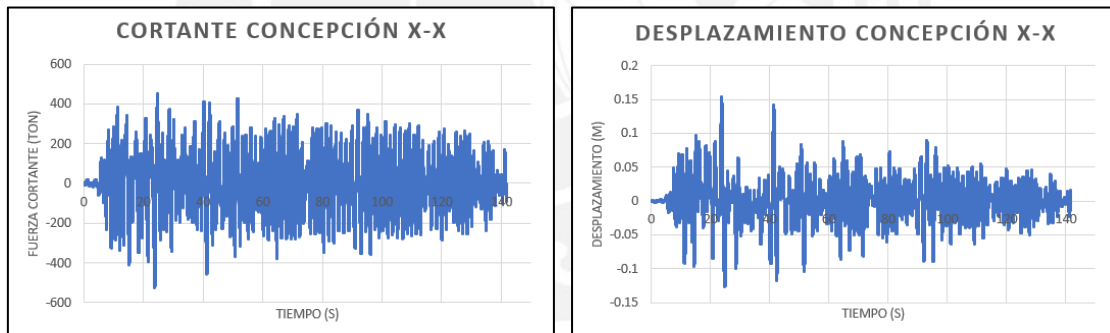 CORTANTE CONCEPCIÓN X-X
FUERZA CORTANTE (TON)
600
400
200
0
-200
-400
-600
0 20 40 60 80 100 120 140
TIEMPO (S)
DESPLAZAMIENTO CONCEPCIÓN X-X
DESPLAZAMIENTO (M)
0.2
0.15
0.1
0.05
0
-0.05
-0.1
-0.15
0 20 40 60 80 100 120 140
TIEMPO (S)